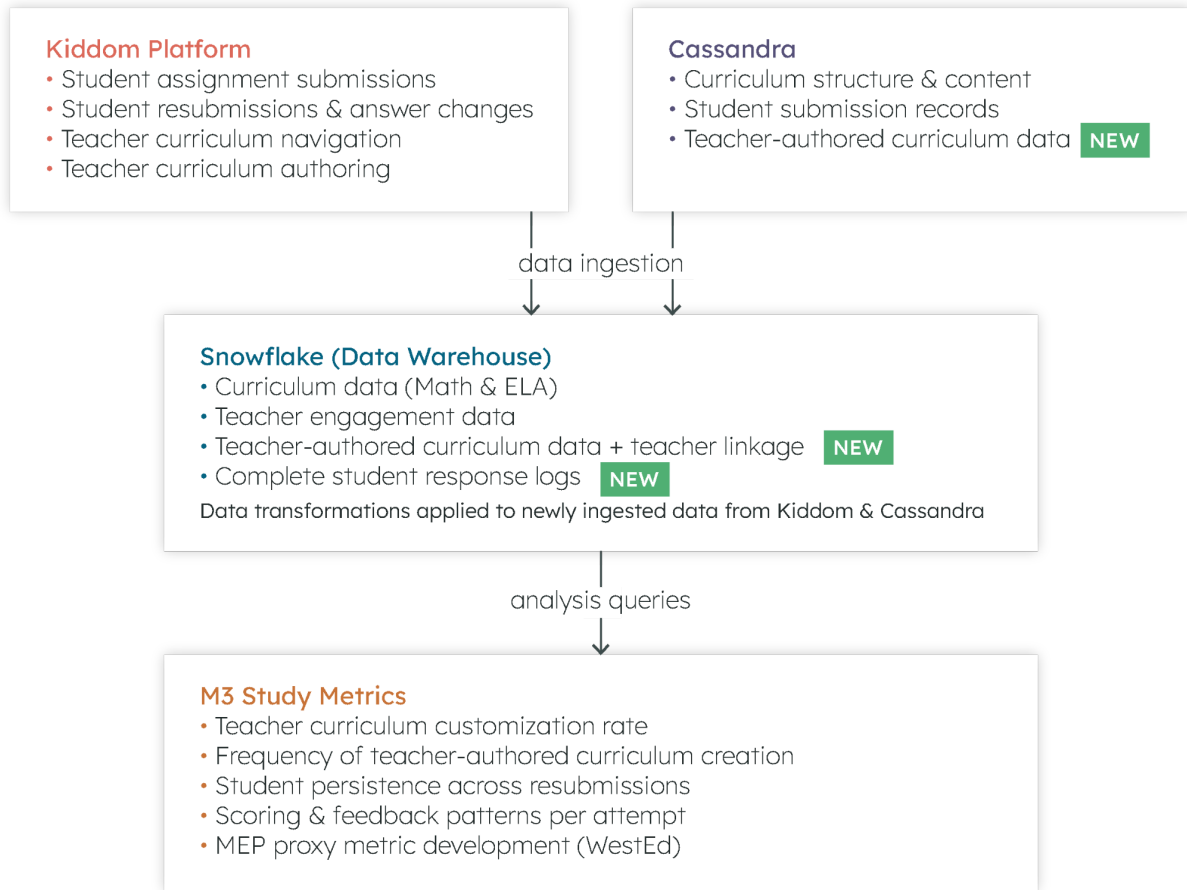 Kiddom Platform
• Student assignment submissions
• Student resubmissions & answer changes
• Teacher curriculum navigation
• Teacher curriculum authoring
Cassandra
• Curriculum structure & content
• Student submission records
• Teacher-authored curriculum data NEW
data ingestion
Snowflake (Data Warehouse)
• Curriculum data (Math & ELA)
• Teacher engagement data
• Teacher-authored curriculum data + teacher linkage NEW
• Complete student response logs NEW
Data transformations applied to newly ingested data from Kiddom & Cassandra
analysis queries
M3 Study Metrics
• Teacher curriculum customization rate
• Frequency of teacher-authored curriculum creation
• Student persistence across resubmissions
• Scoring & feedback patterns per attempt
• MEP proxy metric development (WestEd)